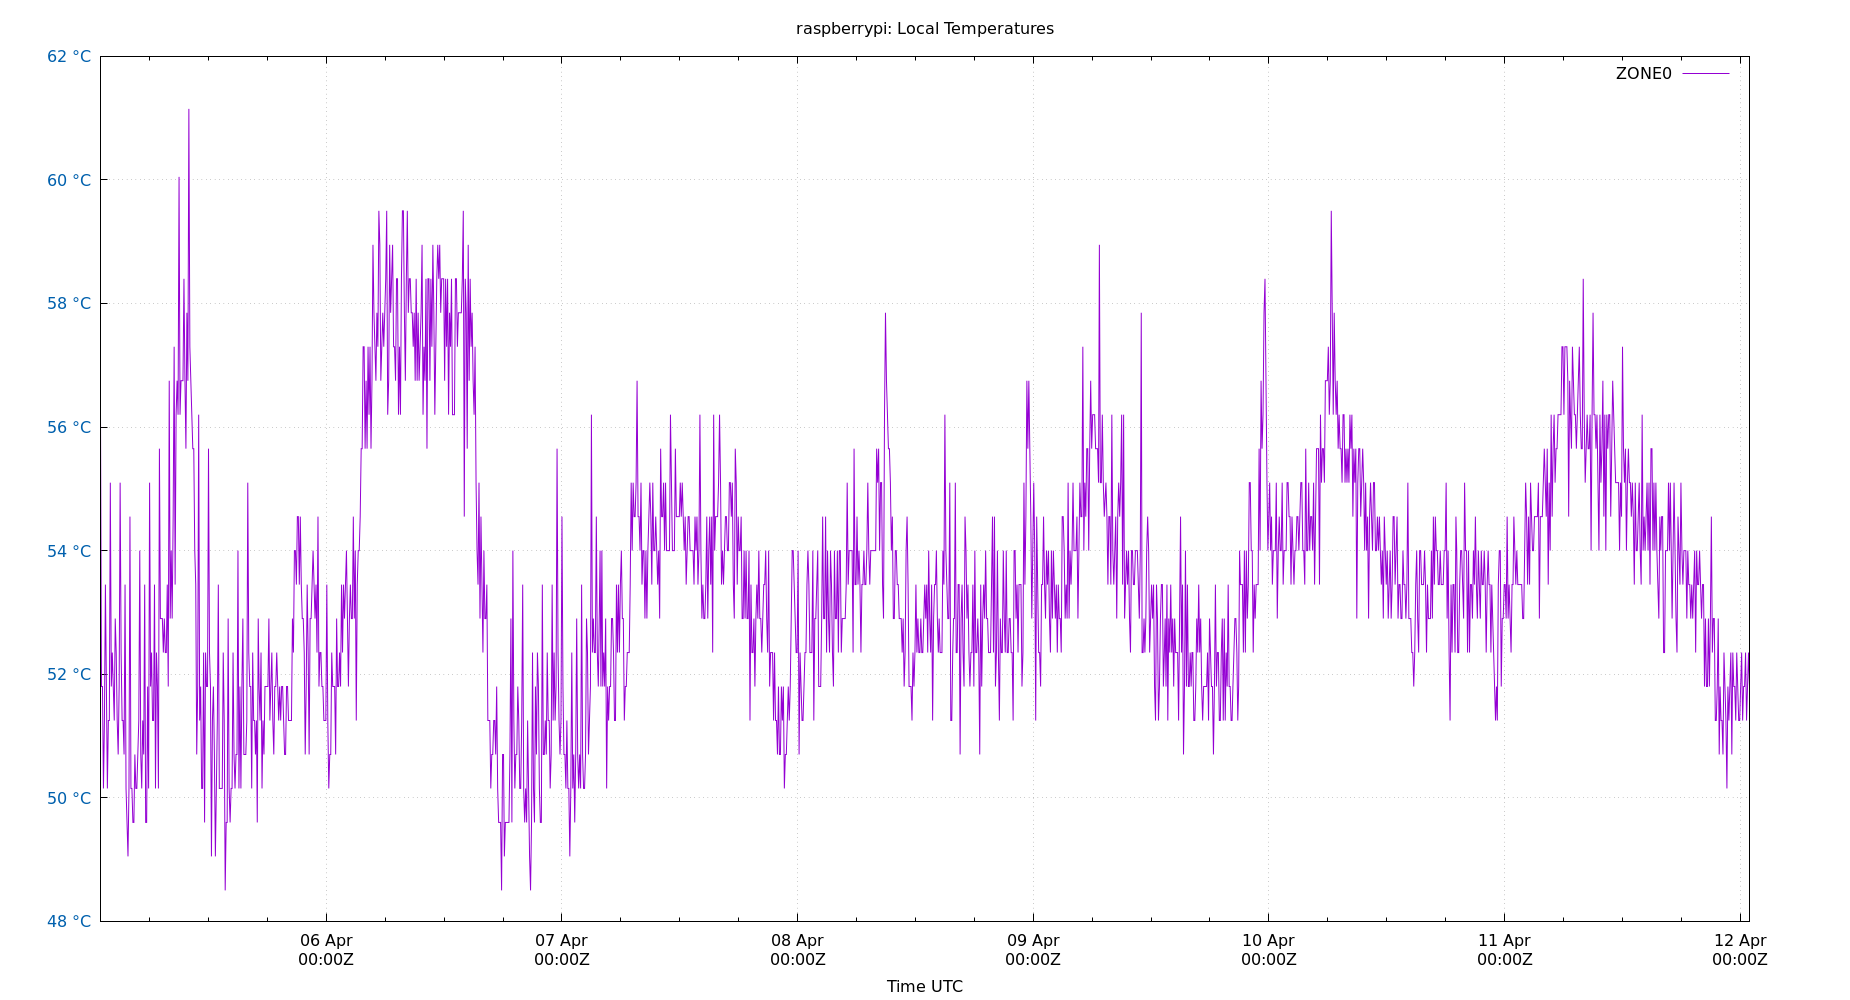 raspberrypi: Local Temperatures
62 °C
ZONE0
60 °C
58 °C
56 °C
54 °C
52 °C
50 °C
48 °C
06 Apr 07 Apr 08 Apr 09 Apr 10 Apr 11 Apr 12 Apr
00:00Z 00:00Z 00:00Z 00:00Z 00:00Z 00:00Z 00:00Z
Time UTC